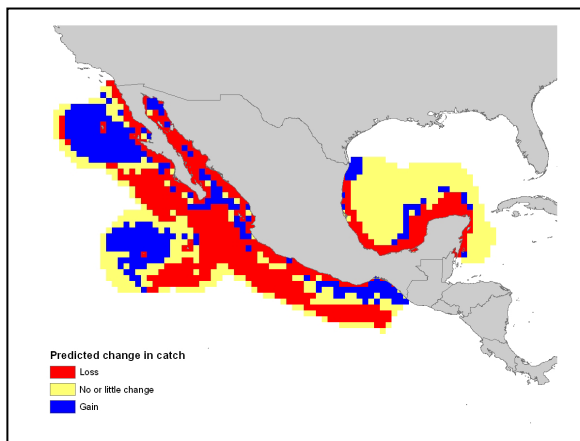 Predicted change in catch
Loss
No or little change
Gain